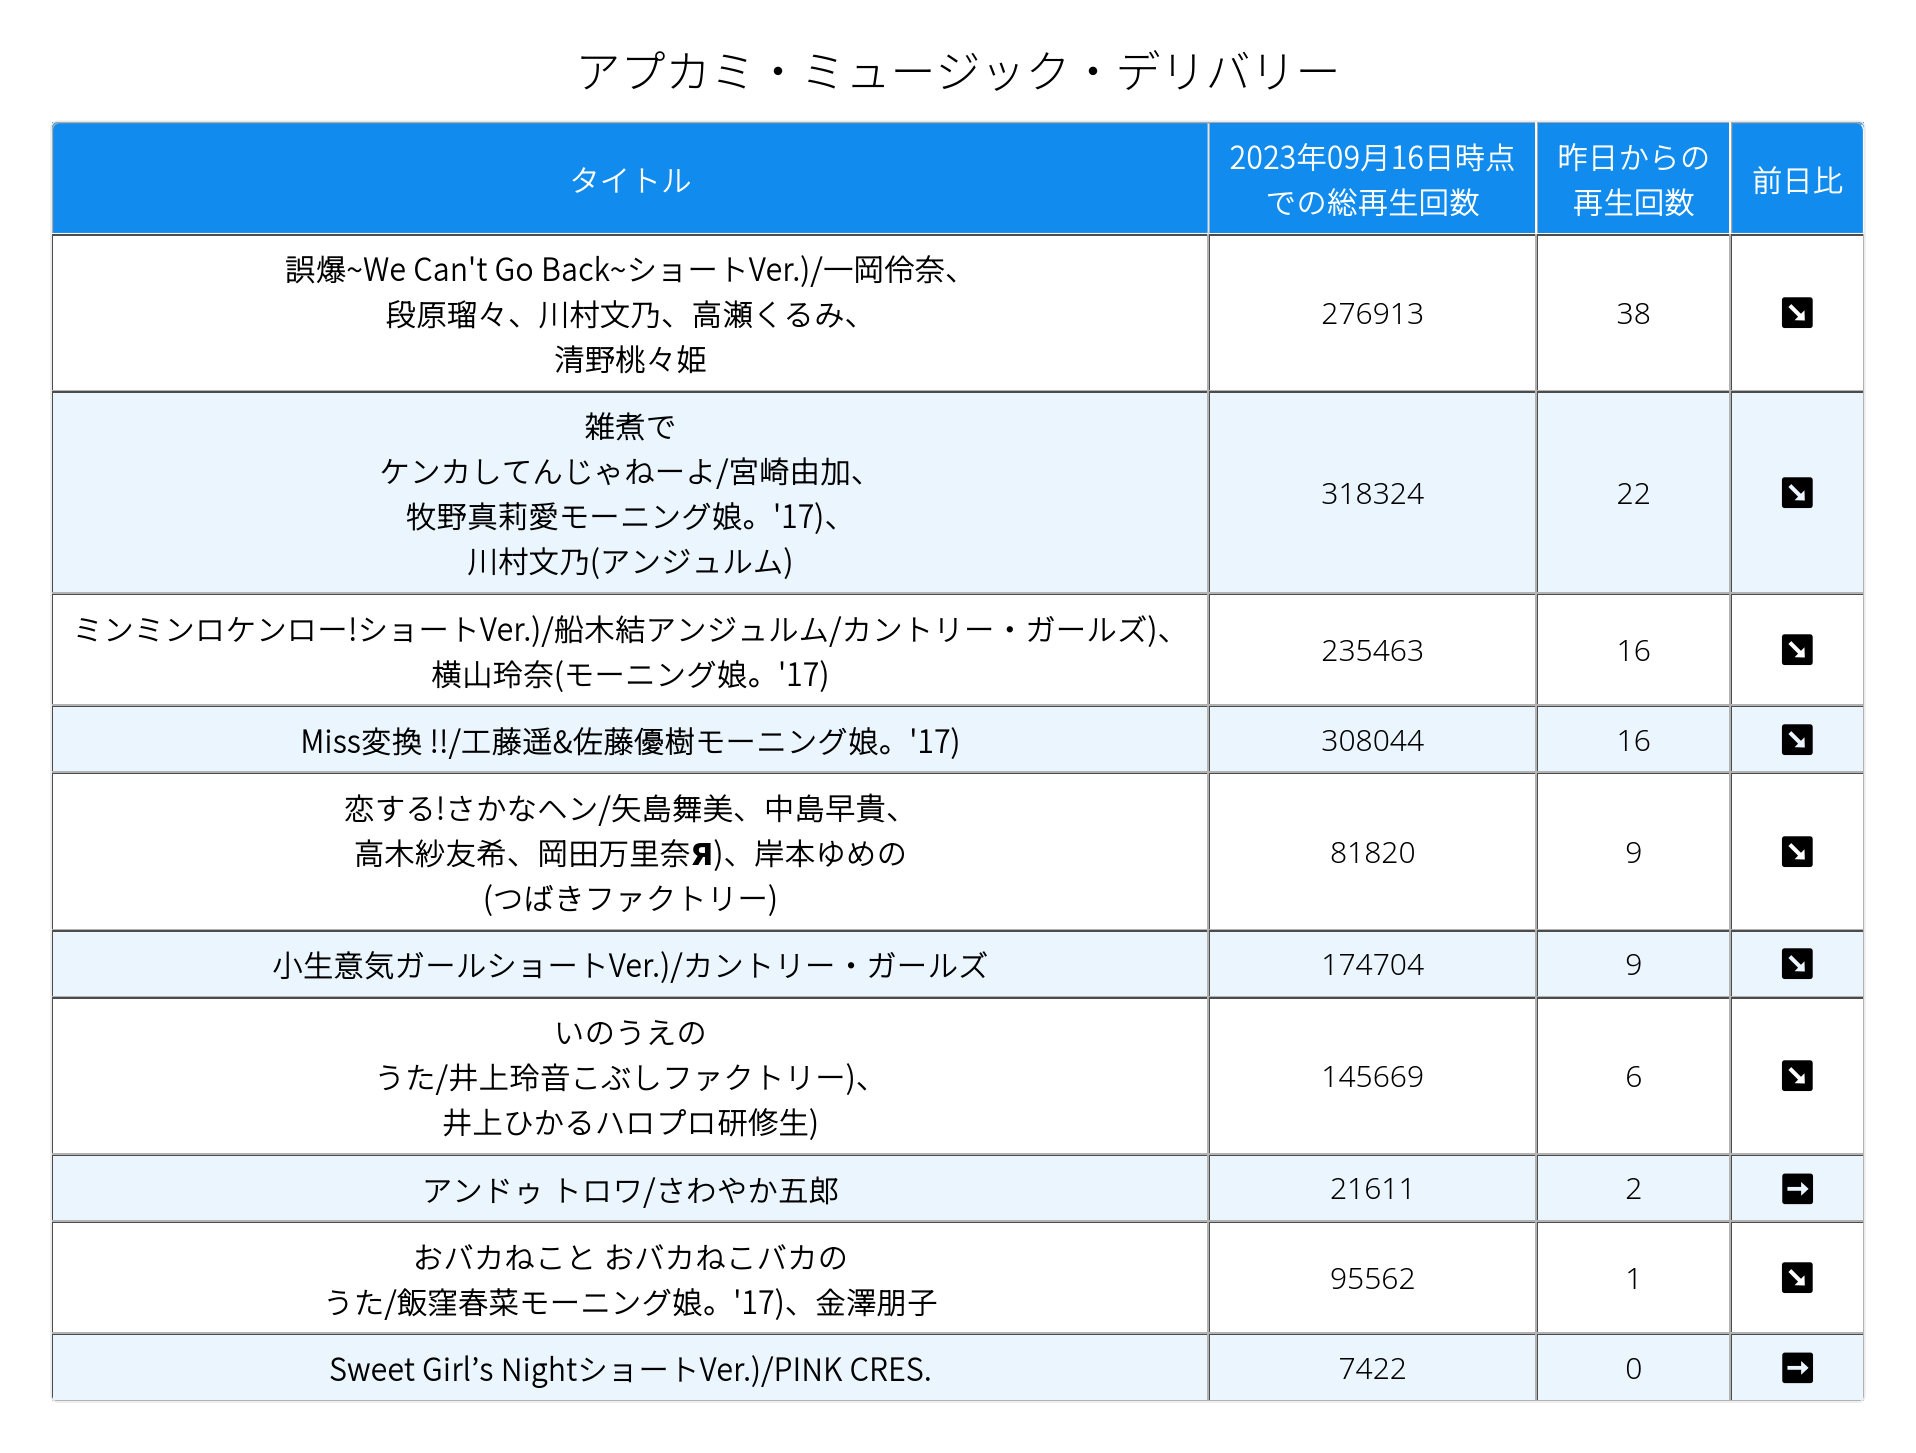 アプカミ・ミュージック・デリバリー
タイトル
2023年09月16日時点
での総再生回数
昨日からの
再生回数
前日比
誤爆~We Can't Go Back~ショートVer.)/一岡伶奈、
段原瑠々、川村文乃、高瀬くるみ、
清野桃々姫
276913
38
雑煮で
ケンカしてんじゃねーよ/宮崎由加、
牧野真莉愛モーニング娘。'17)、
川村文乃(アンジュルム)
318324
22
ミンミンロケンロー!ショートVer.)/船木結アンジュルム/カントリー・ガールズ)、
横山玲奈(モーニング娘。'17)
235463
16
Miss変換 !!/工藤遥&佐藤優樹モーニング娘。'17)
308044
16
恋する!さかなヘン/矢島舞美、中島早貴、
高木紗友希、岡田万里奈Я)、岸本ゆめの
(つばきファクトリー)
81820
9
小生意気ガールショートVer.)/カントリー・ガールズ
174704
9
いのうえの
うた/井上玲音こぶしファクトリー)、
井上ひかるハロプロ研修生)
145669
6
アンドゥ トロワ/さわやか五郎
21611
2
おバカねこと おバカねこバカの
うた/飯窪春菜モーニング娘。'17)、金澤朋子
95562
1
Sweet Girl’s NightショートVer.)/PINK CRES.
7422
0